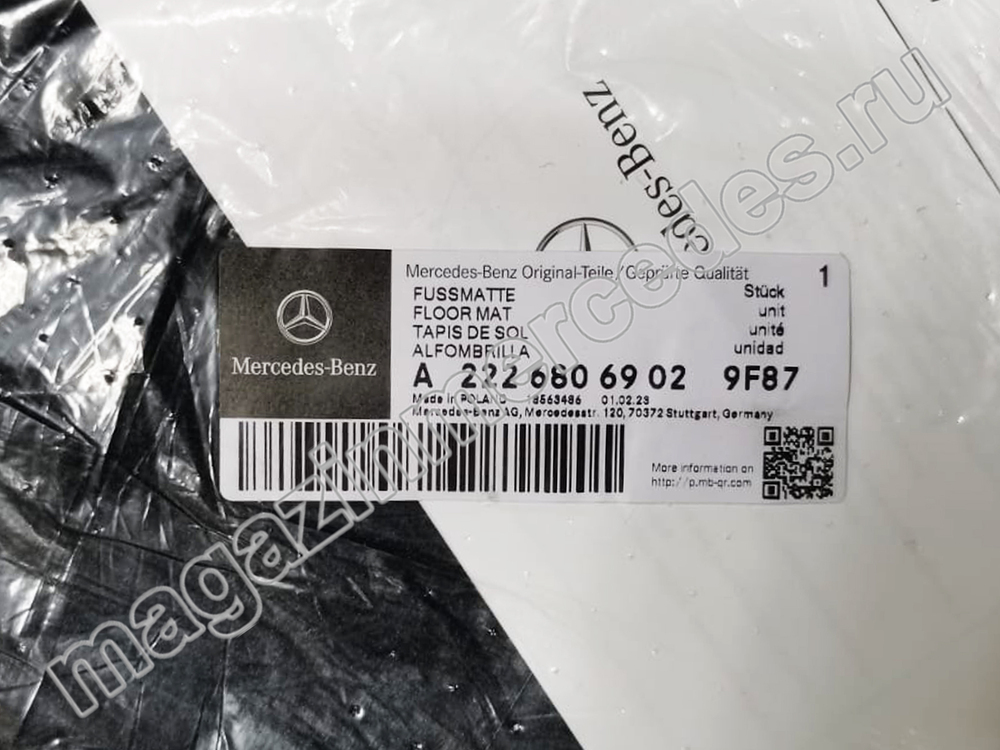 Mercedes-Benz
Mercedes-Benz Original-Teile/Geprüfte Qualität
1
FUSSMATTE
Stück
FLOOR MAT
unit
TAPIS DE SOL
unité
ALFOMBRILLA
unidad
Mercedes-Benz
A 222 680 69 02 9F87
Made in POLAND 18563486 01.02.23
Mercedes-Benz AG, Mercedesstr. 120, 70372 Stuttgart, Germany
More information on
http://p.mb-qr.com
magazinmercedes.ru